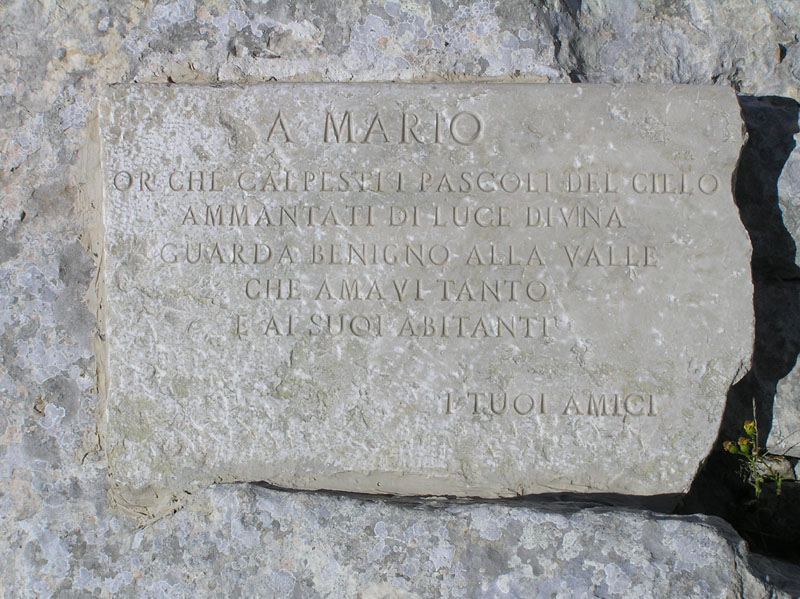 A MARIO
OR CHE CALPESTI I PASCOLI DEL CIELO
AMMANTATI DI LUCE DIVINA
GUARDA BENIGNO ALLA VALLE
CHE AMAVI TANTO
E AI SUOI ABITANTI
I TUOI AMICI